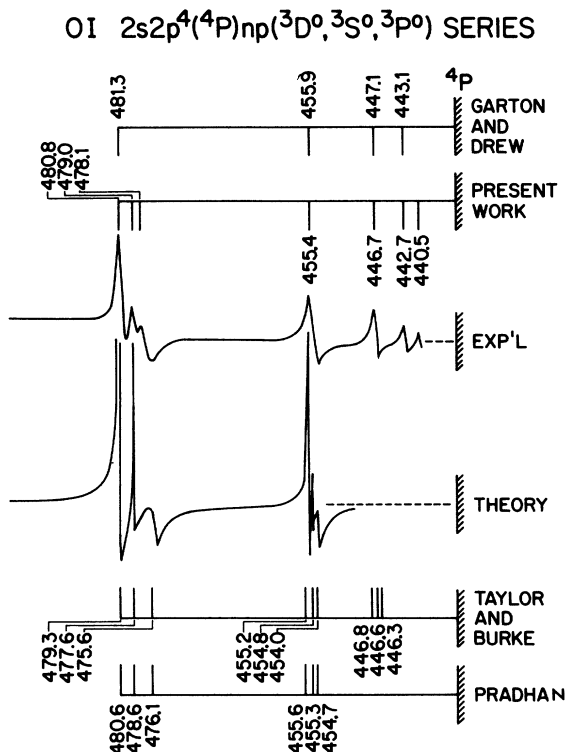 OI 2s2p⁴(⁴P)np(³Dº,³Sº,³Pº) SERIES
481.3
455.9
447.1
443.1
⁴P
GARTON
AND
DREW
480.8
479.0
478.1
PRESENT
WORK
455.4
446.7
442.7
440.5
EXP'L
THEORY
TAYLOR
AND
BURKE
479.3
477.6
475.6
455.2
454.8
454.0
446.8
446.6
446.3
PRADHAN
480.6
478.6
476.1
455.6
455.3
454.7